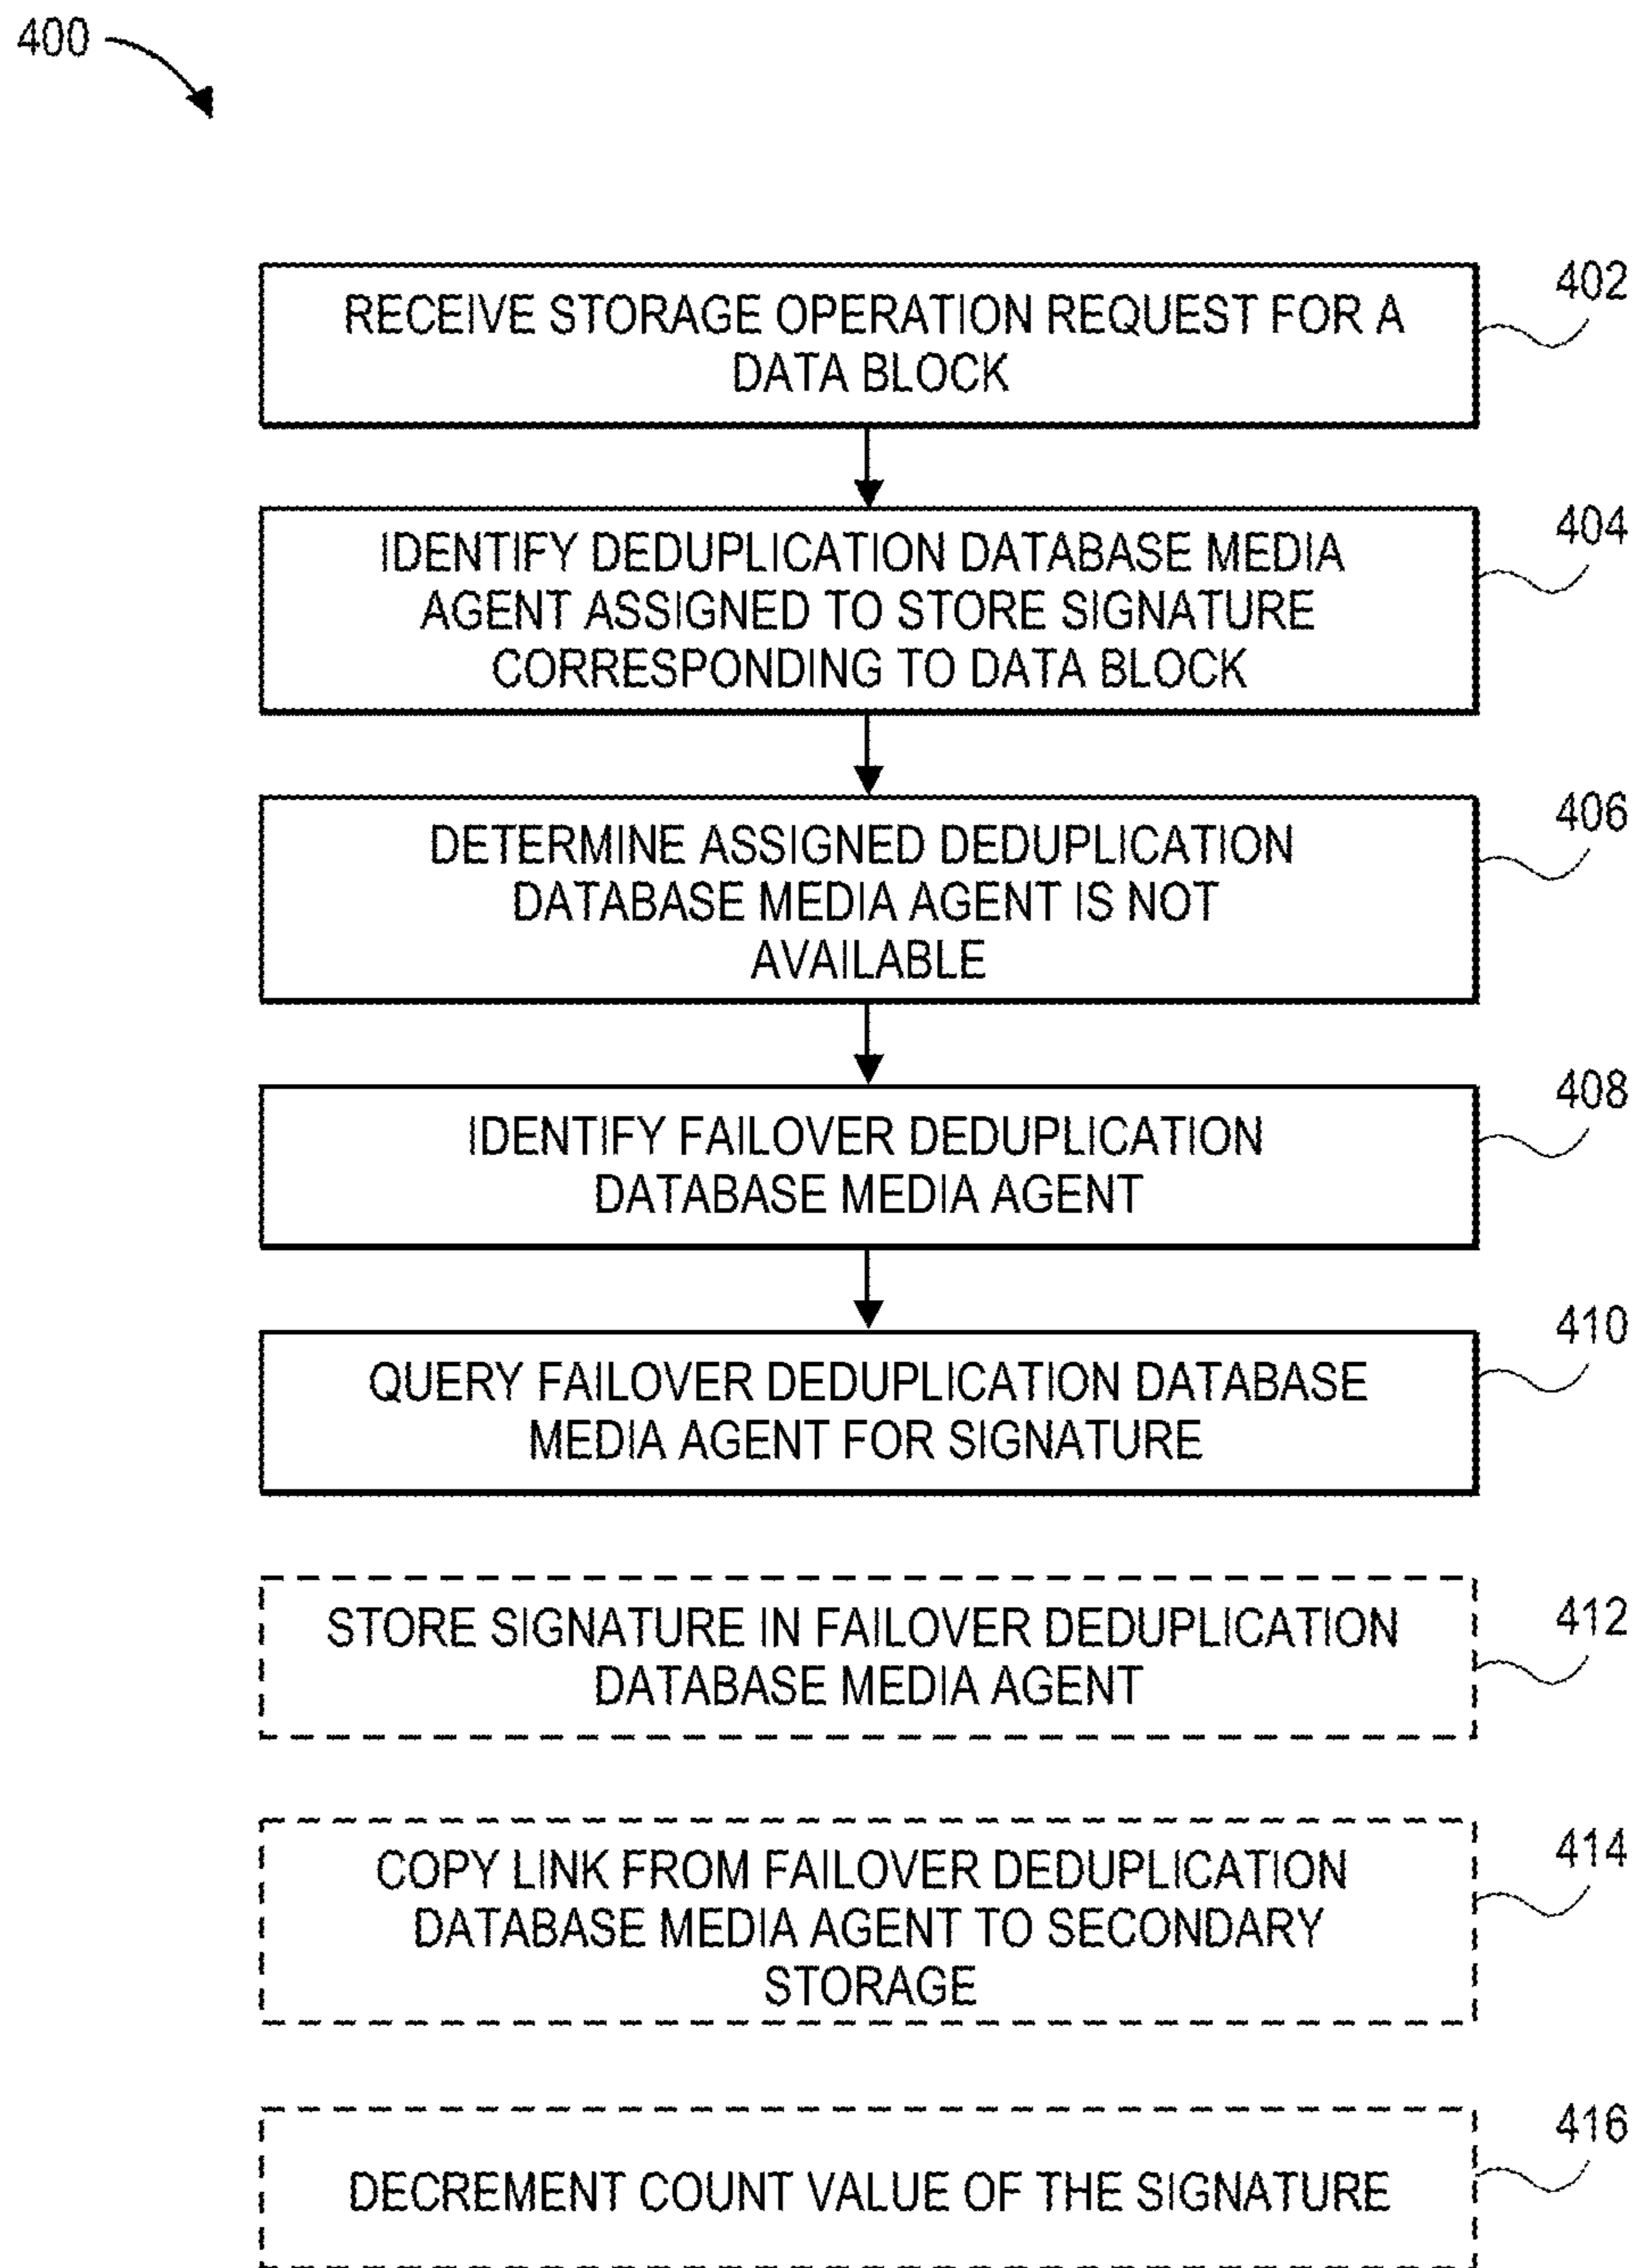 400
402
RECEIVE STORAGE OPERATION REQUEST FOR A
DATA BLOCK
404
IDENTIFY DEDUPLICATION DATABASE MEDIA
AGENT ASSIGNED TO STORE SIGNATURE
CORRESPONDING TO DATA BLOCK
406
DETERMINE ASSIGNED DEDUPLICATION
DATABASE MEDIA AGENT IS NOT
AVAILABLE
408
IDENTIFY FAILOVER DEDUPLICATION
DATABASE MEDIA AGENT
410
QUERY FAILOVER DEDUPLICATION DATABASE
MEDIA AGENT FOR SIGNATURE
412
STORE SIGNATURE IN FAILOVER DEDUPLICATION
DATABASE MEDIA AGENT
414
COPY LINK FROM FAILOVER DEDUPLICATION
DATABASE MEDIA AGENT TO SECONDARY
STORAGE
416
DECREMENT COUNT VALUE OF THE SIGNATURE